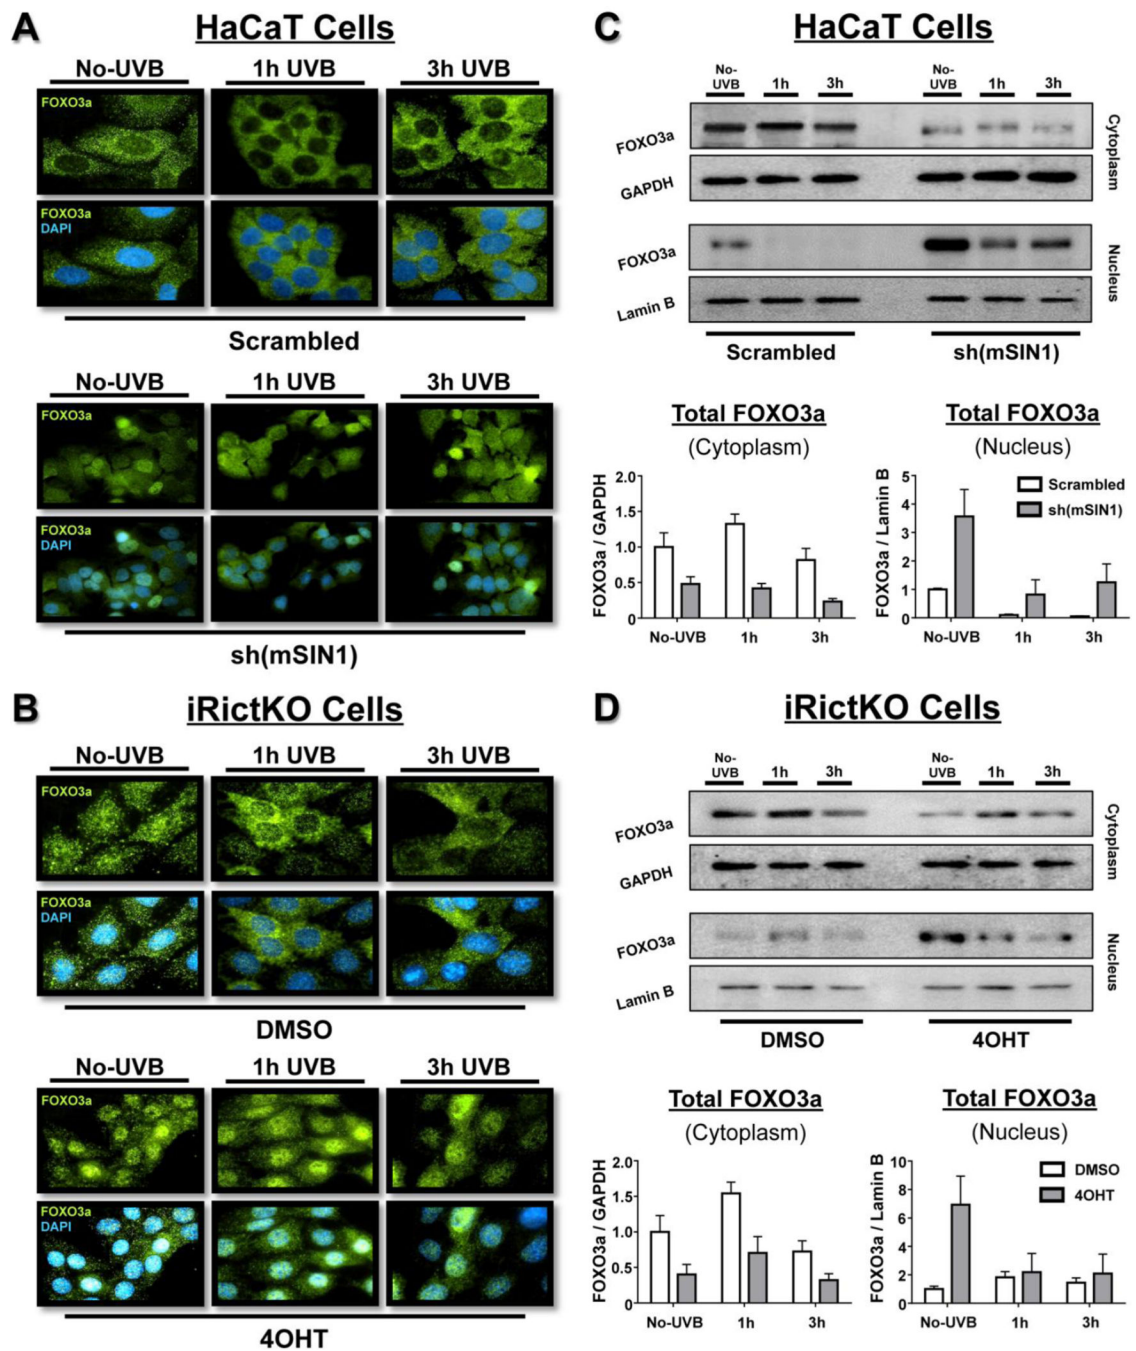 A
HaCaT Cells
No-UVB 1h UVB 3h UVB
FOXO3a
FOXO3a
DAPI
Scrambled
No-UVB 1h UVB 3h UVB
FOXO3a
FOXO3a
DAPI
sh(mSIN1)
B
iRictKO Cells
No-UVB 1h UVB 3h UVB
FOXO3a
FOXO3a
DAPI
DMSO
No-UVB 1h UVB 3h UVB
FOXO3a
FOXO3a
DAPI
4OHT
C
HaCaT Cells
No-
UVB 1h 3h No-
UVB 1h 3h
FOXO3a
GAPDH
Cytoplasm
FOXO3a
Lamin B
Nucleus
Scrambled sh(mSIN1)
Total FOXO3a
(Cytoplasm)
FOXO3a / GAPDH
2.0
1.5
1.0
0.5
0
No-UVB 1h 3h
Total FOXO3a
(Nucleus)
FOXO3a / Lamin B
5
4
3
2
1
0
Scrambled
sh(mSIN1)
No-UVB 1h 3h
D
iRictKO Cells
No-
UVB 1h 3h No-
UVB 1h 3h
FOXO3a
GAPDH
Cytoplasm
FOXO3a
Lamin B
Nucleus
DMSO 4OHT
Total FOXO3a
(Cytoplasm)
FOXO3a / GAPDH
2.0
1.5
1.0
0.5
0
No-UVB 1h 3h
Total FOXO3a
(Nucleus)
FOXO3a / Lamin B
10
8
6
4
2
0
DMSO
4OHT
No-UVB 1h 3h